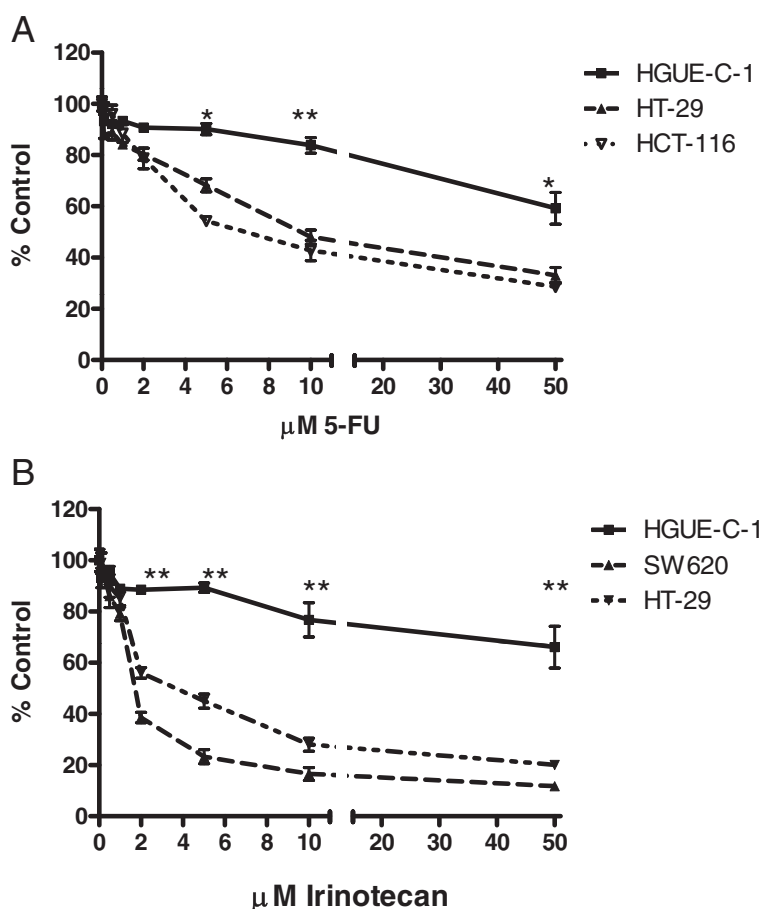 A
120
100
80
60
40
20
0
% Control
* ** *
0 2 4 6 8 10 20 30 40 50
μM 5-FU
HGUE-C-1
HT-29
HCT-116
B
120
100
80
60
40
20
0
% Control
** ** ** **
0 2 4 6 8 10 20 30 40 50
μM Irinotecan
HGUE-C-1
SW620
HT-29